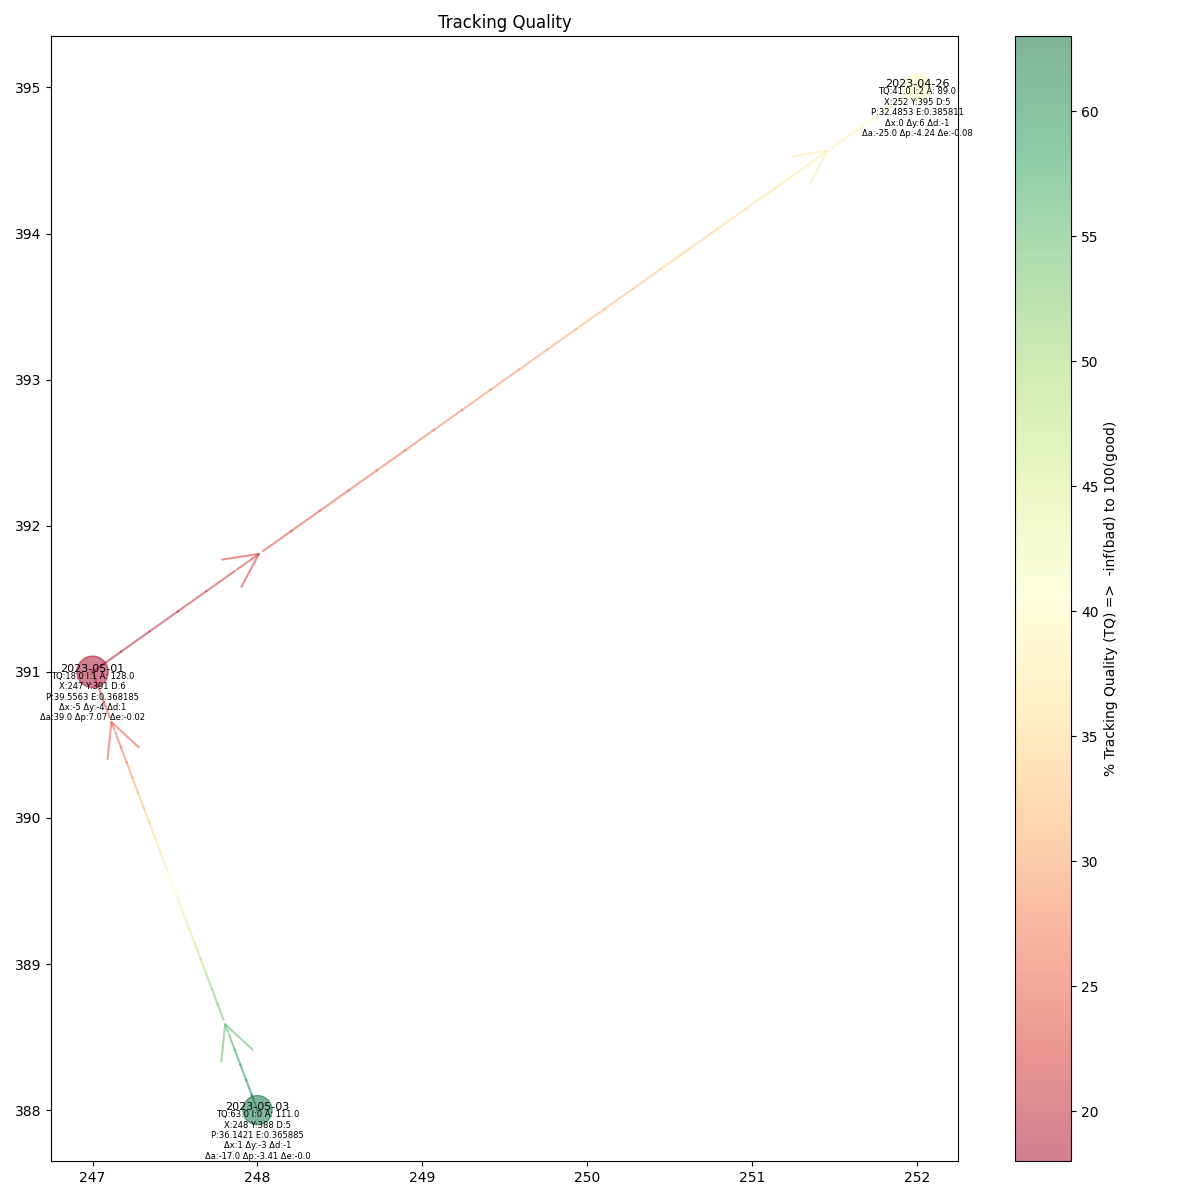 Tracking Quality
395
394
393
392
391
390
389
388
247
248
249
250
251
252
2023-04-26
TQ:41.0 I:2 A: 89.0
X:252 Y:395 D:5
P:32.4853 E:0.385811
Δx:0 Δy:6 Δd:-1
Δa:-25.0 Δp:-4.24 Δe:-0.08
2023-05-01
TQ:18.0 I:1 A: 128.0
X:247 Y:391 D:6
P:39.5563 E:0.368185
Δx:-5 Δy:-4 Δd:1
Δa:39.0 Δp:7.07 Δe:-0.02
2023-05-03
TQ:63.0 I:0 A: 111.0
X:248 Y:388 D:5
P:36.1421 E:0.365885
Δx:1 Δy:-3 Δd:-1
Δa:-17.0 Δp:-3.41 Δe:-0.0
60
55
50
45
40
35
30
25
20
% Tracking Quality (TQ) => -inf(bad) to 100(good)